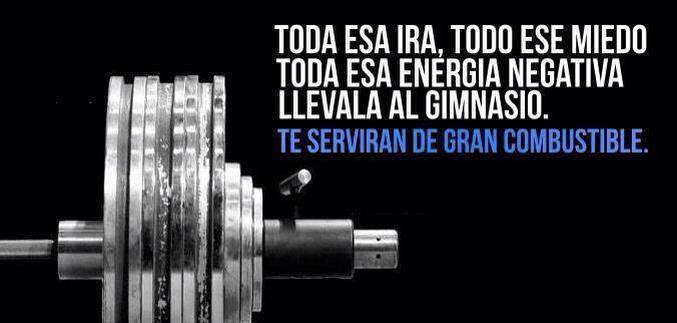 TODA ESA IRA, TODO ESE MIEDO
TODA ESA ENERGIA NEGATIVA
LLEVALA AL GIMNASIO.
TE SERVIRAN DE GRAN COMBUSTIBLE.